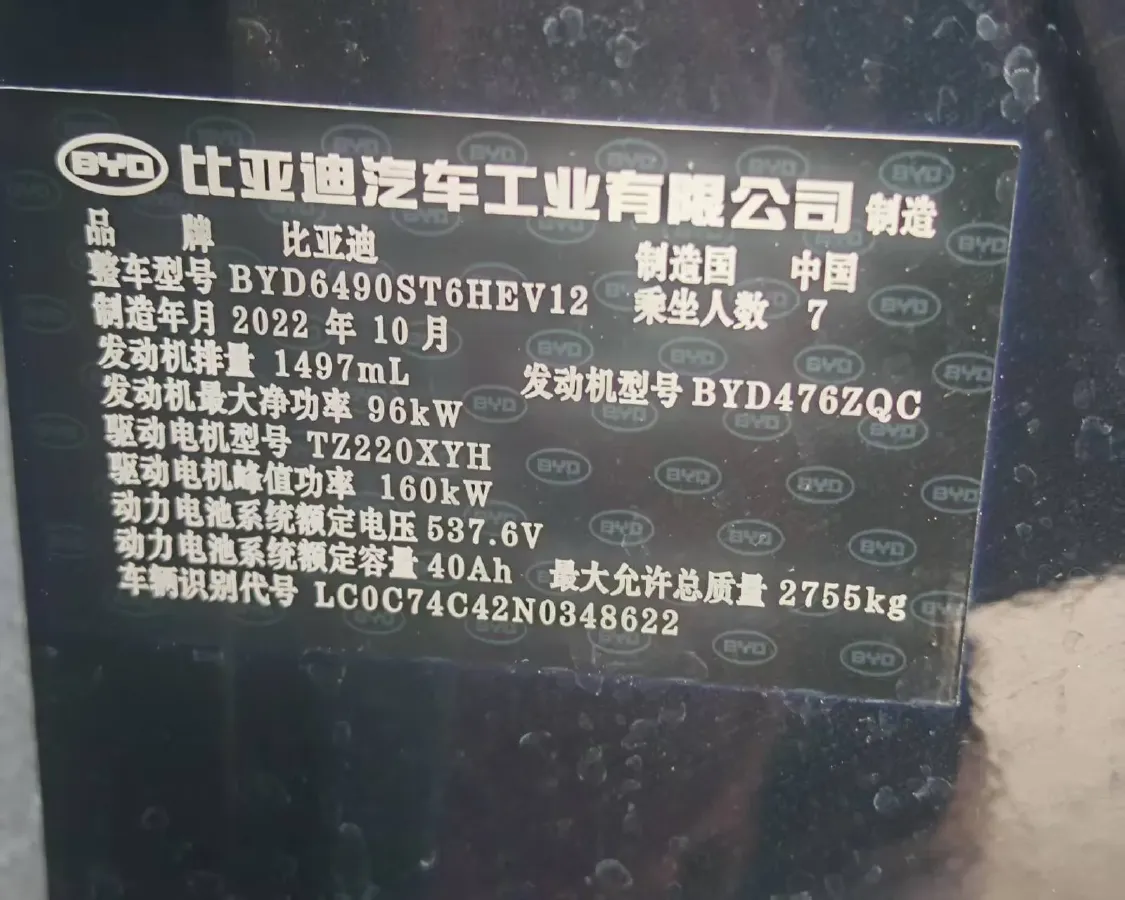 BYD 比亚迪汽车工业有限公司 制造
品 牌 比亚迪 制造国 中国
整车型号 BYD6490ST6HEV12 乘坐人数 7
制造年月 2022 年 10 月
发动机排量 1497mL 发动机型号 BYD476ZQC
发动机最大净功率 96kW
驱动电机型号 TZ220XYH
驱动电机峰值功率 160kW
动力电池系统额定电压 537.6V
动力电池系统额定容量 40Ah 最大允许总质量 2755kg
车辆识别代号 LC0C74C42N0348622